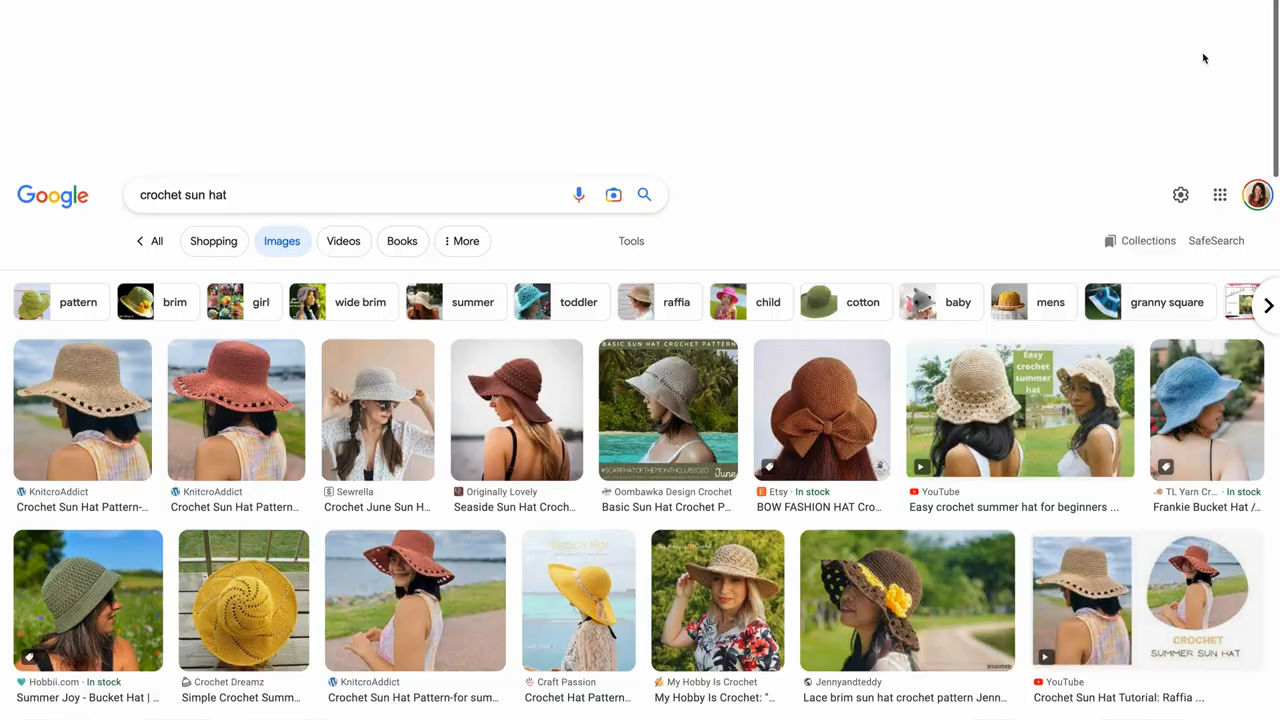 Google
crochet sun hat
All
Shopping
Images
Videos
Books
More
Tools
Collections
SafeSearch
pattern
brim
girl
wide brim
summer
toddler
raffia
child
cotton
baby
mens
granny square
BASIC SUN HAT CROCHET PATTERN
#SCARFHATOFTHEMONTHCLUB2020
June
Easy
crochet
summer
hat
KnitcroAddict
Crochet Sun Hat Pattern-...
KnitcroAddict
Crochet Sun Hat Pattern...
Sewrella
Crochet June Sun H...
Originally Lovely
Seaside Sun Hat Croch...
Oombawka Design Crochet
Basic Sun Hat Crochet P...
Etsy · In stock
BOW FASHION HAT Cro...
YouTube
Easy crochet summer hat for beginners ...
TL Yarn Cr... · In stock
Frankie Bucket Hat /...
Beach Hat
CROCHET
SUMMER SUN HAT
Hobbii.com · In stock
Summer Joy - Bucket Hat | ...
Crochet Dreamz
Simple Crochet Summ...
KnitcroAddict
Crochet Sun Hat Pattern-for sum...
Craft Passion
Crochet Hat Pattern...
My Hobby Is Crochet
My Hobby Is Crochet: "...
Jennyandteddy
Lace brim sun hat crochet pattern Jenn...
YouTube
Crochet Sun Hat Tutorial: Raffia ...